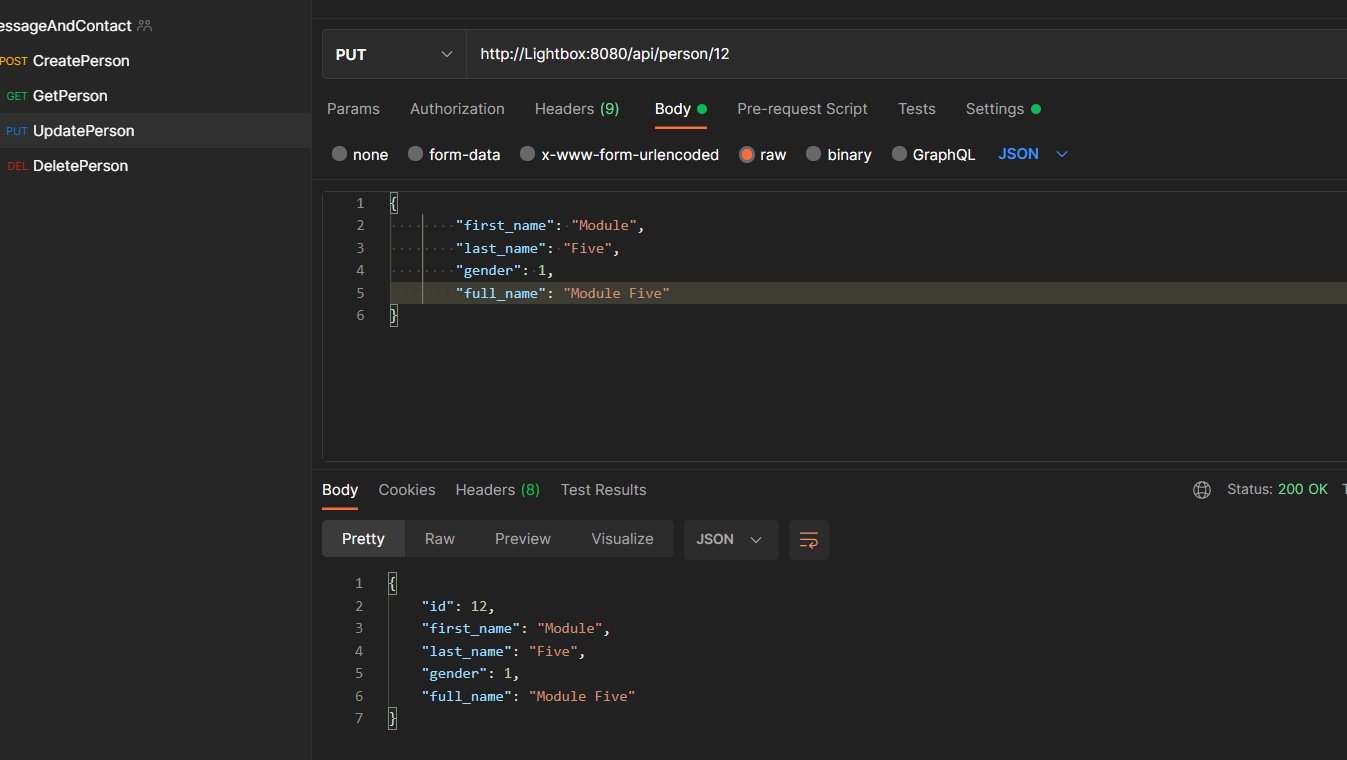 essageAndContact
POST CreatePerson
GET GetPerson
PUT UpdatePerson
DEL DeletePerson
PUT http://Lightbox:8080/api/person/12
Params Authorization Headers (9) Body Pre-request Script Tests Settings
none form-data x-www-form-urlencoded raw binary GraphQL JSON
1 {
2 "first_name": "Module",
3 "last_name": "Five",
4 "gender": 1,
5 "full_name": "Module Five"
6 }
Body Cookies Headers (8) Test Results Status: 200 OK T
Pretty Raw Preview Visualize JSON
1 {
2 "id": 12,
3 "first_name": "Module",
4 "last_name": "Five",
5 "gender": 1,
6 "full_name": "Module Five"
7 }